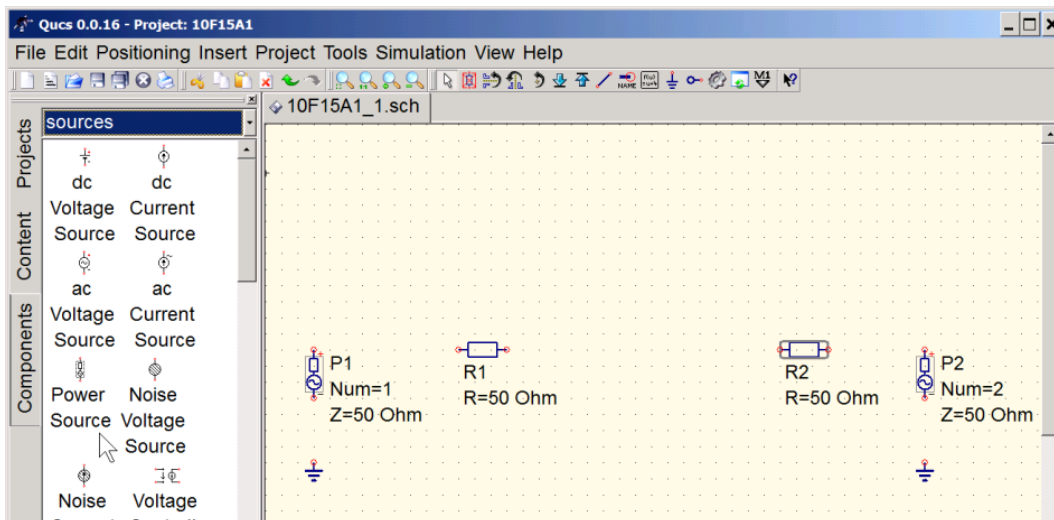 Qucs 0.0.16 - Project: 10F15A1
File Edit Positioning Insert Project Tools Simulation View Help
NAME
10F15A1_1.sch
Projects
Content
Components
sources
dc Voltage Source
dc Current Source
ac Voltage Source
ac Current Source
Power Source
Noise Voltage Source
Noise
Voltage
P1
Num=1
Z=50 Ohm
R1
R=50 Ohm
R2
R=50 Ohm
P2
Num=2
Z=50 Ohm